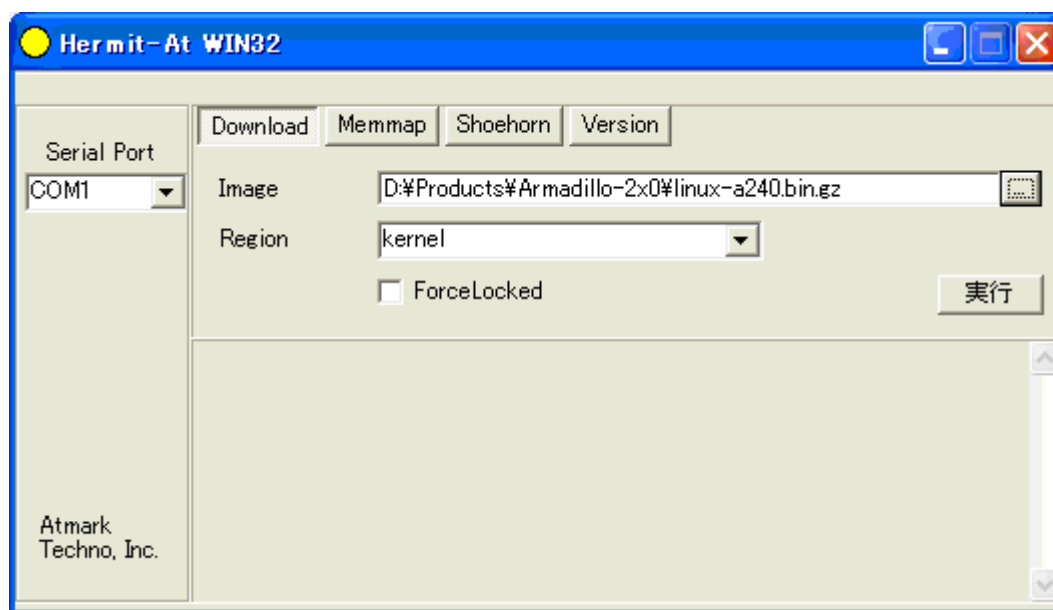 Hermit-At WIN32
Serial Port
COM1
Download Memmap Shoehorn Version
Image D:¥Products¥Armadillo-2x0¥linux-a240.bin.gz ...
Region kernel
ForceLocked 実行
Atmark
Techno, Inc.